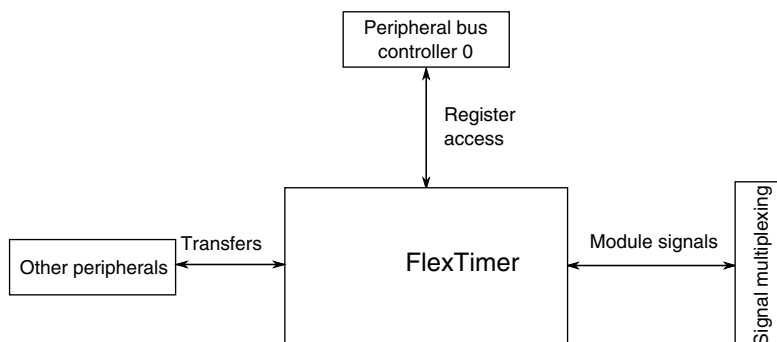 Peripheral bus
controller 0
Register
access
Other peripherals
Transfers
FlexTimer
Module signals
Signal multiplexing